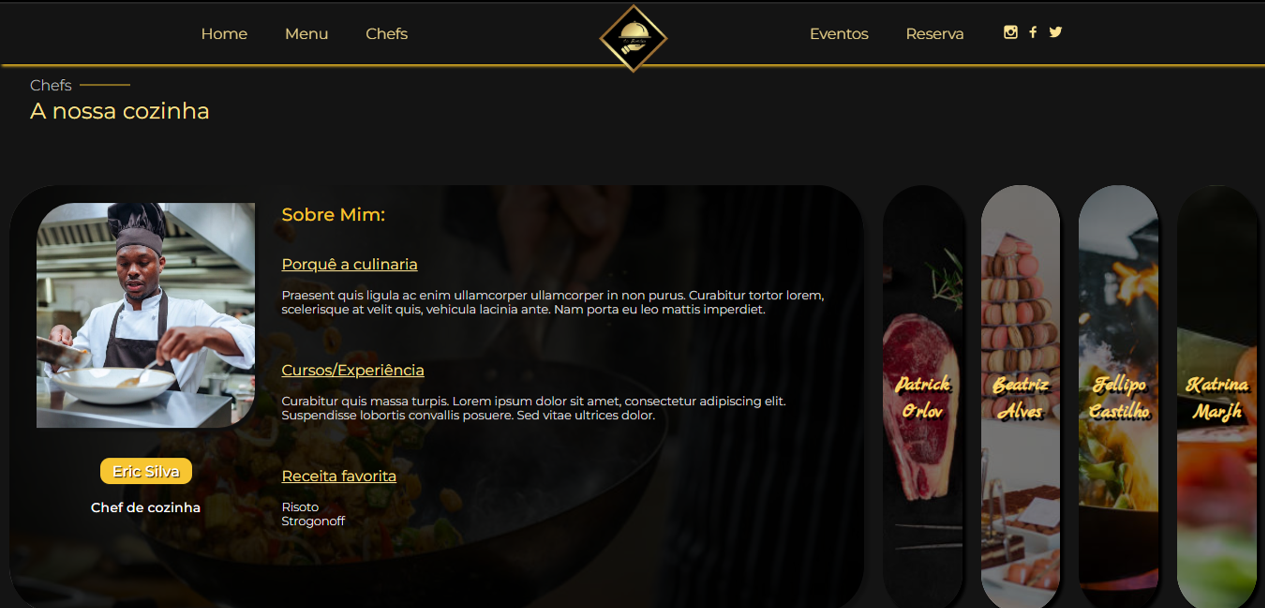 Home
Menu
Chefs
Eventos
Reserva
Chefs
A nossa cozinha
Sobre Mim:
Porquê a culinaria
Praesent quis ligula ac enim ullamcorper ullamcorper in non purus. Curabitur tortor lorem,
scelerisque at velit quis, vehicula lacinia ante. Nam porta eu leo mattis imperdiet.
Cursos/Experiência
Curabitur quis massa turpis. Lorem ipsum dolor sit amet, consectetur adipiscing elit.
Suspendisse lobortis convallis posuere. Sed vitae ultrices dolor.
Receita favorita
Risoto
Strogonoff
Eric Silva
Chef de cozinha
Patrick
Orlov
Beatriz
Alves
Fellipo
Castilho
Katrina
Marjh